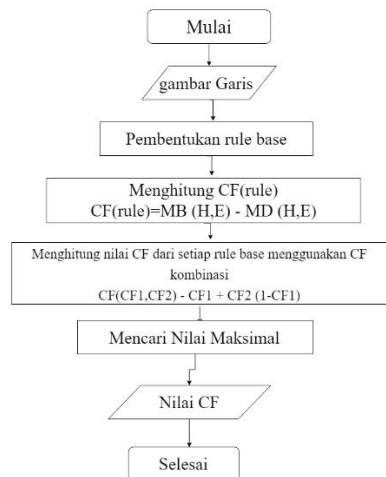 Mulai
gambar Garis
Pembentukan rule base
Menghitung CF(rule)
CF(rule)=MB (H,E) - MD (H,E)
Menghitung nilai CF dari setiap rule base menggunakan CF
kombinasi
CF(CF1,CF2) - CF1 + CF2 (1-CF1)
Mencari Nilai Maksimal
Nilai CF
Selesai